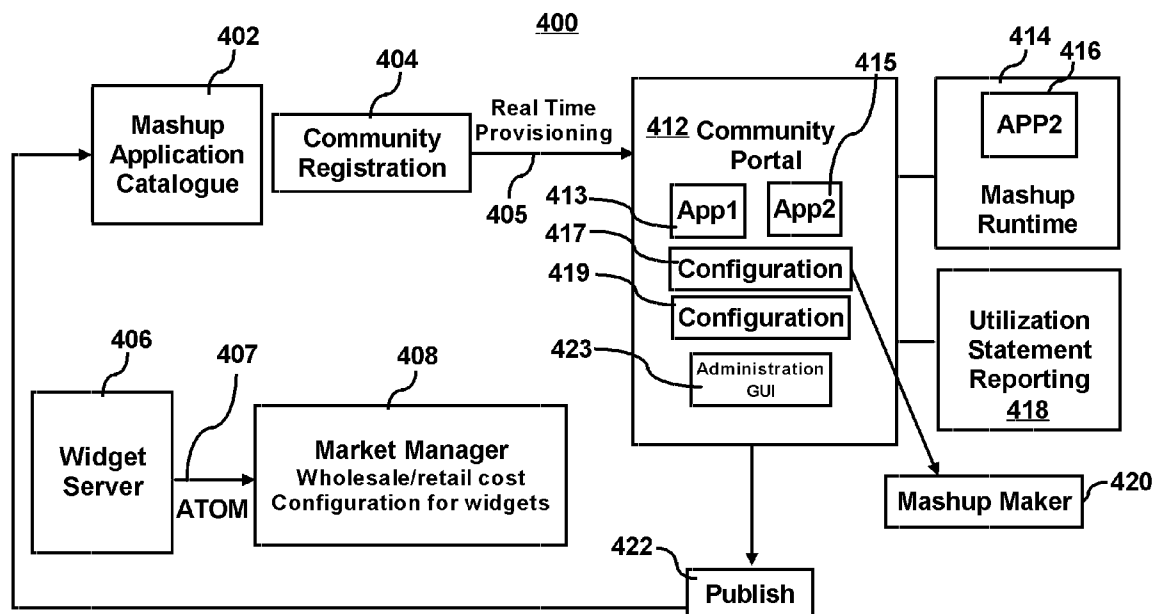 400
402
Mashup
Application
Catalogue
404
Community
Registration
Real Time
Provisioning
405
412 Community
Portal
415
413
App1
App2
417
Configuration
419
Configuration
423
Administration
GUI
414
416
APP2
Mashup
Runtime
Utilization
Statement
Reporting
418
406
Widget
Server
407
ATOM
408
Market Manager
Wholesale/retail cost
Configuration for widgets
Mashup Maker
420
422
Publish